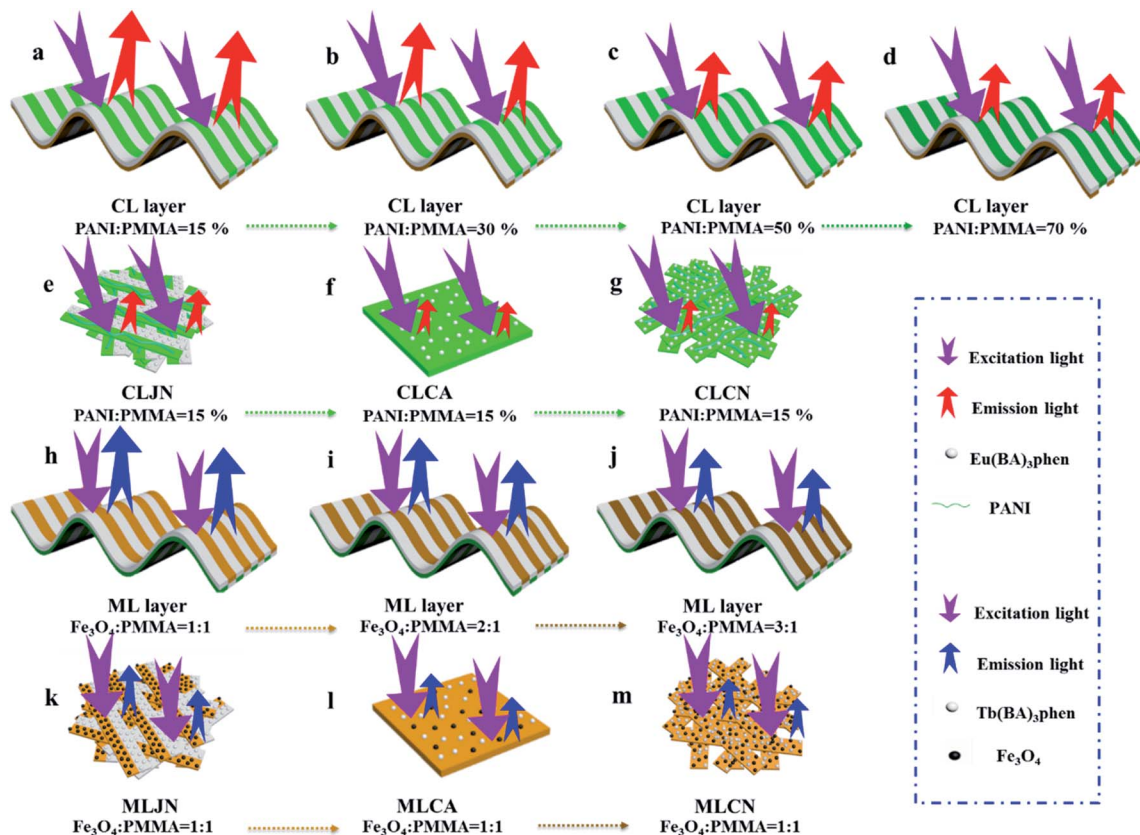 a
b
c
d
CL layer
PANI:PMMA=15 %
CL layer
PANI:PMMA=30 %
CL layer
PANI:PMMA=50 %
CL layer
PANI:PMMA=70 %
e
f
g
CLJN
PANI:PMMA=15 %
CLCA
PANI:PMMA=15 %
CLCN
PANI:PMMA=15 %
h
i
j
ML layer
Fe₃O₄:PMMA=1:1
ML layer
Fe₃O₄:PMMA=2:1
ML layer
Fe₃O₄:PMMA=3:1
k
l
m
MLJN
Fe₃O₄:PMMA=1:1
MLCA
Fe₃O₄:PMMA=1:1
MLCN
Fe₃O₄:PMMA=1:1
Excitation light
Emission light
Eu(BA)₃phen
PANI
Excitation light
Emission light
Tb(BA)₃phen
Fe₃O₄